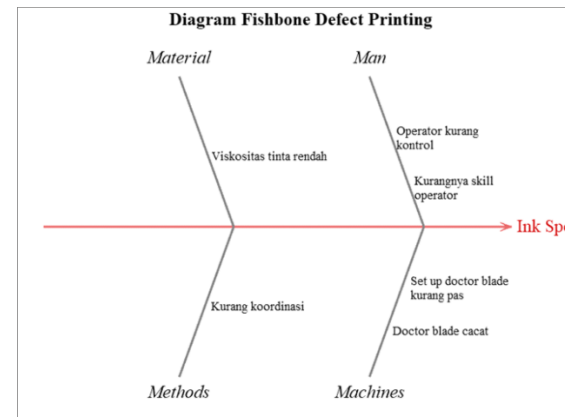 Diagram Fishbone Defect Printing
Material
Man
Operator kurang
kontrol
Viskositas tinta rendah
Kurangnya skill
operator
Ink
Set up doctor blade
kurang pas
Kurang koordinasi
Doctor blade cacat
Methods
Machines